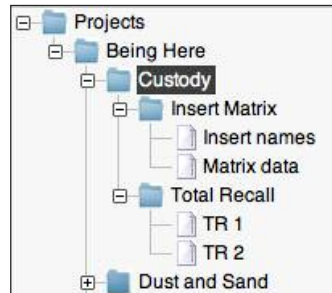 Projects
Being Here
Custody
Insert Matrix
Insert names
Matrix data
Total Recall
TR 1
TR 2
Dust and Sand